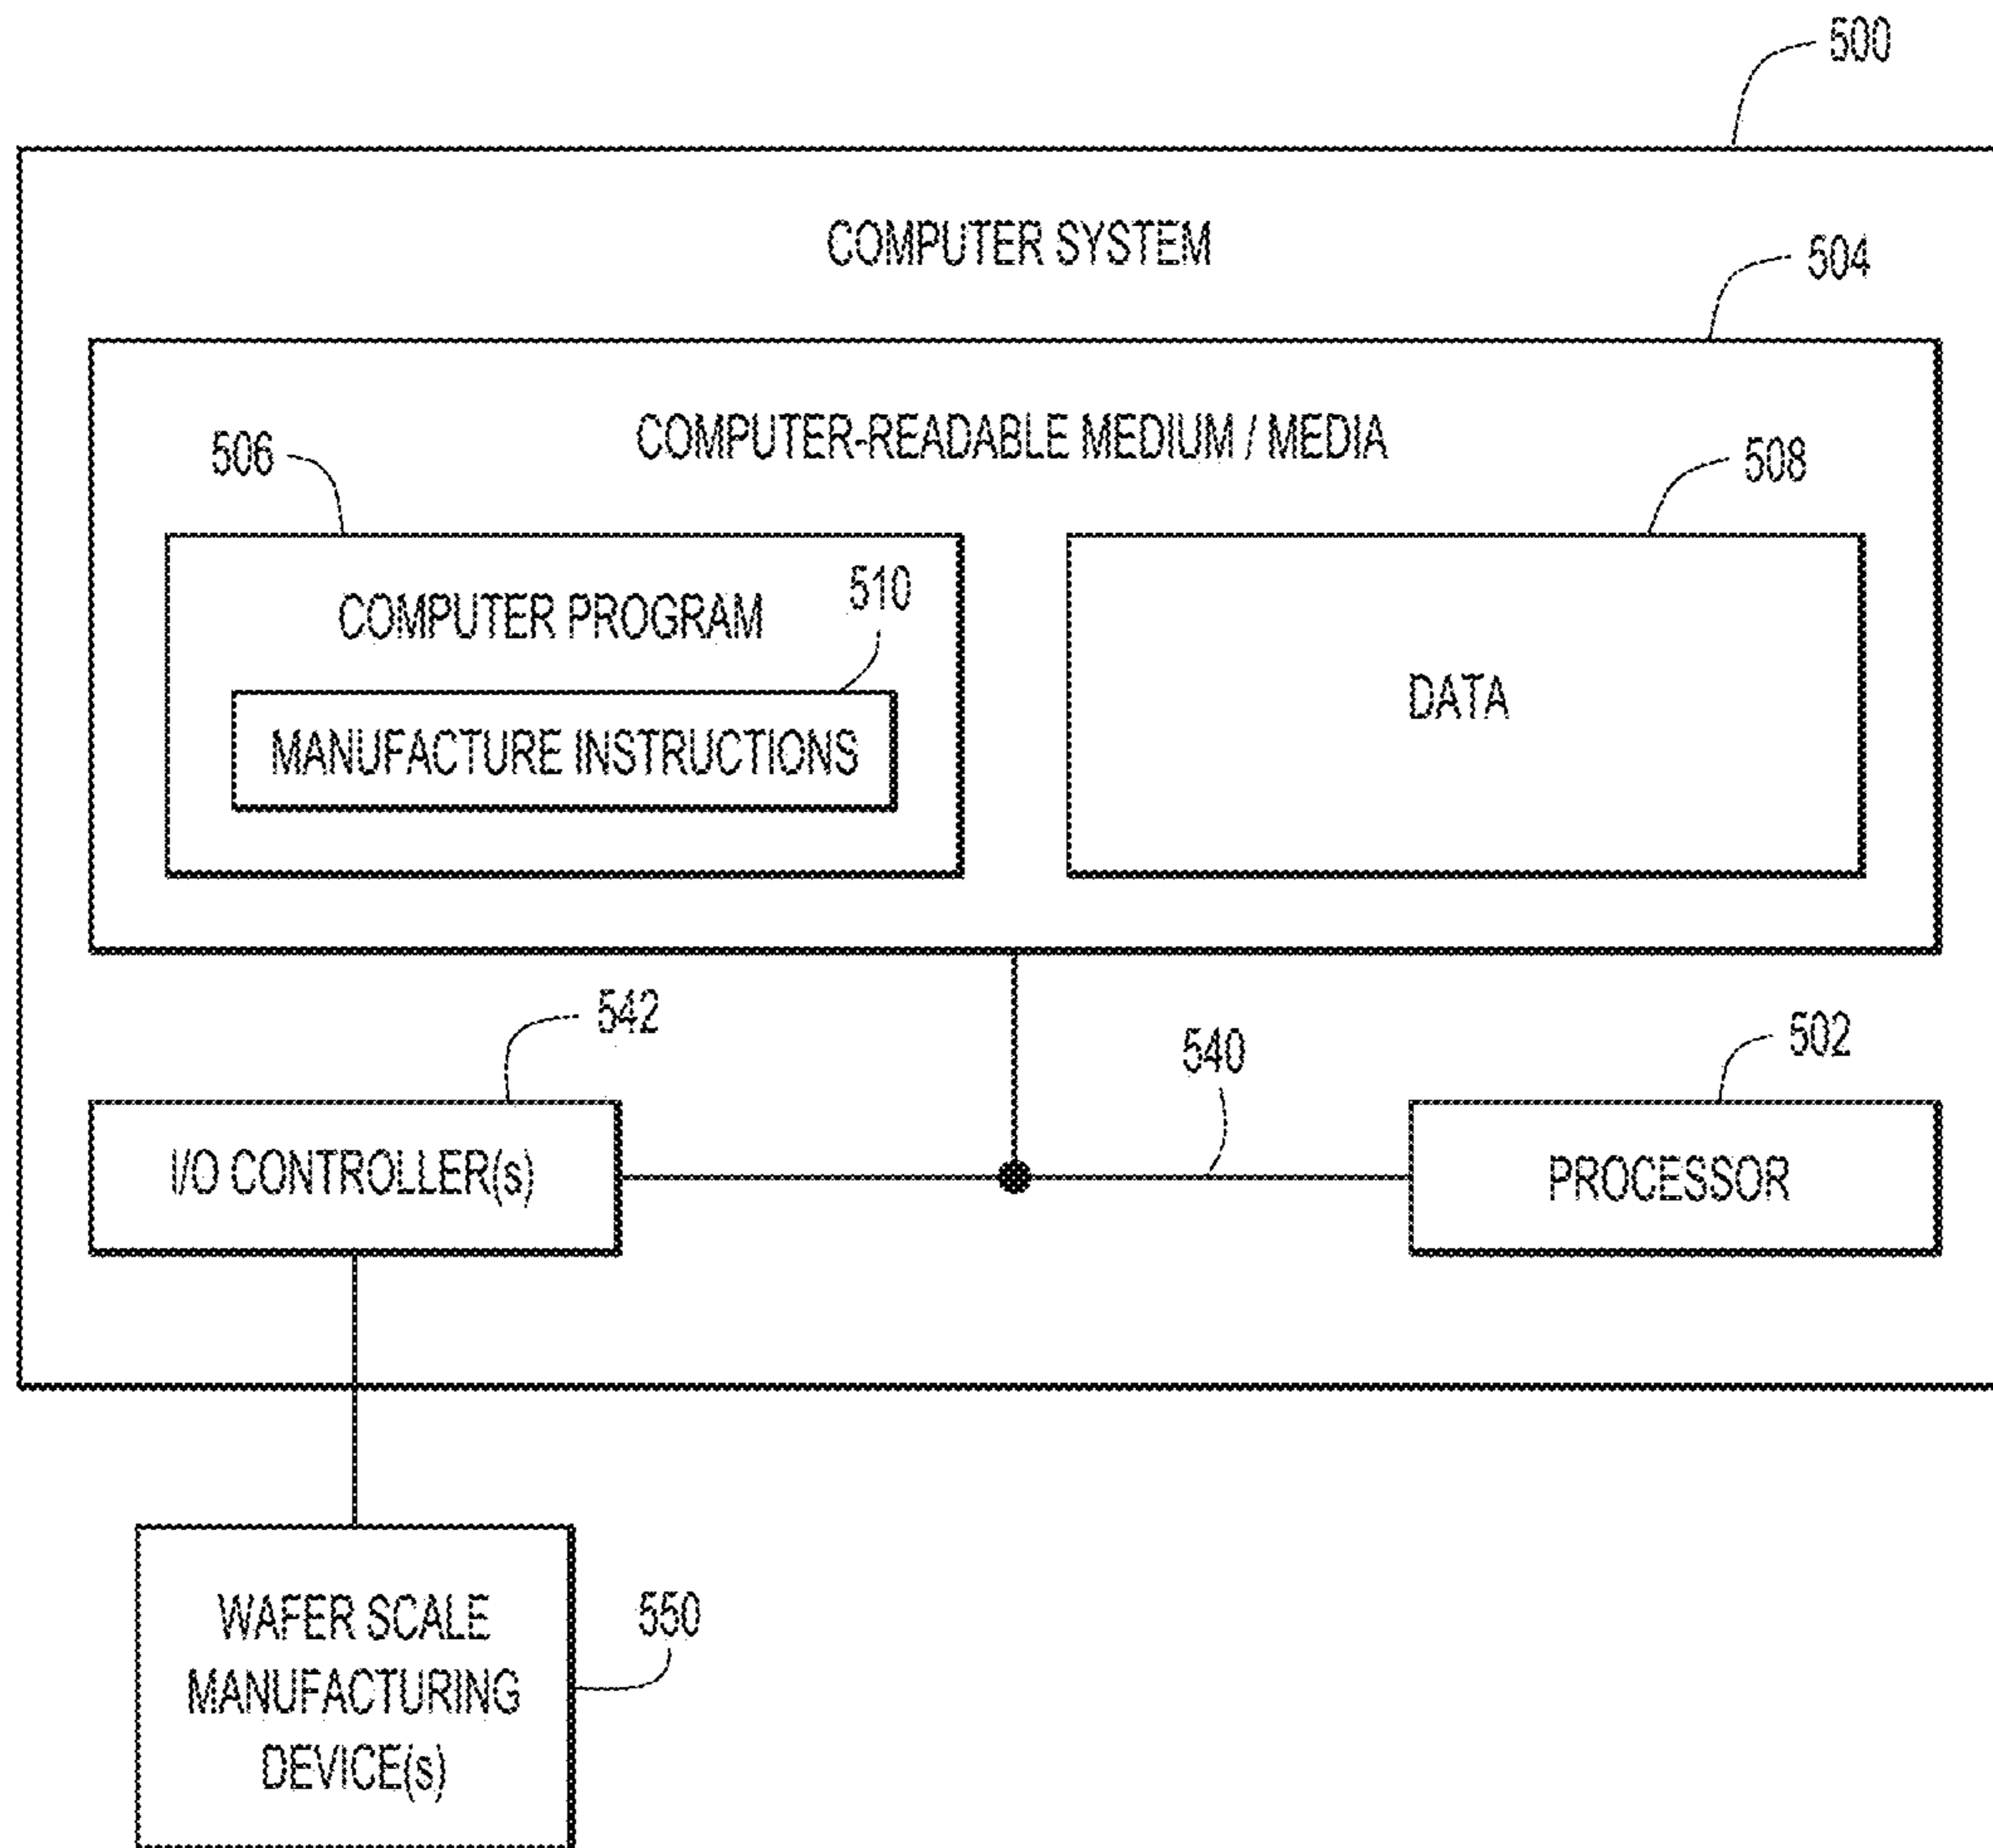 500
COMPUTER SYSTEM
504
COMPUTER-READABLE MEDIUM / MEDIA
506
508
COMPUTER PROGRAM
510
MANUFACTURE INSTRUCTIONS
DATA
542
540
502
I/O CONTROLLER(s)
PROCESSOR
WAFER SCALE
MANUFACTURING
DEVICE(s)
550